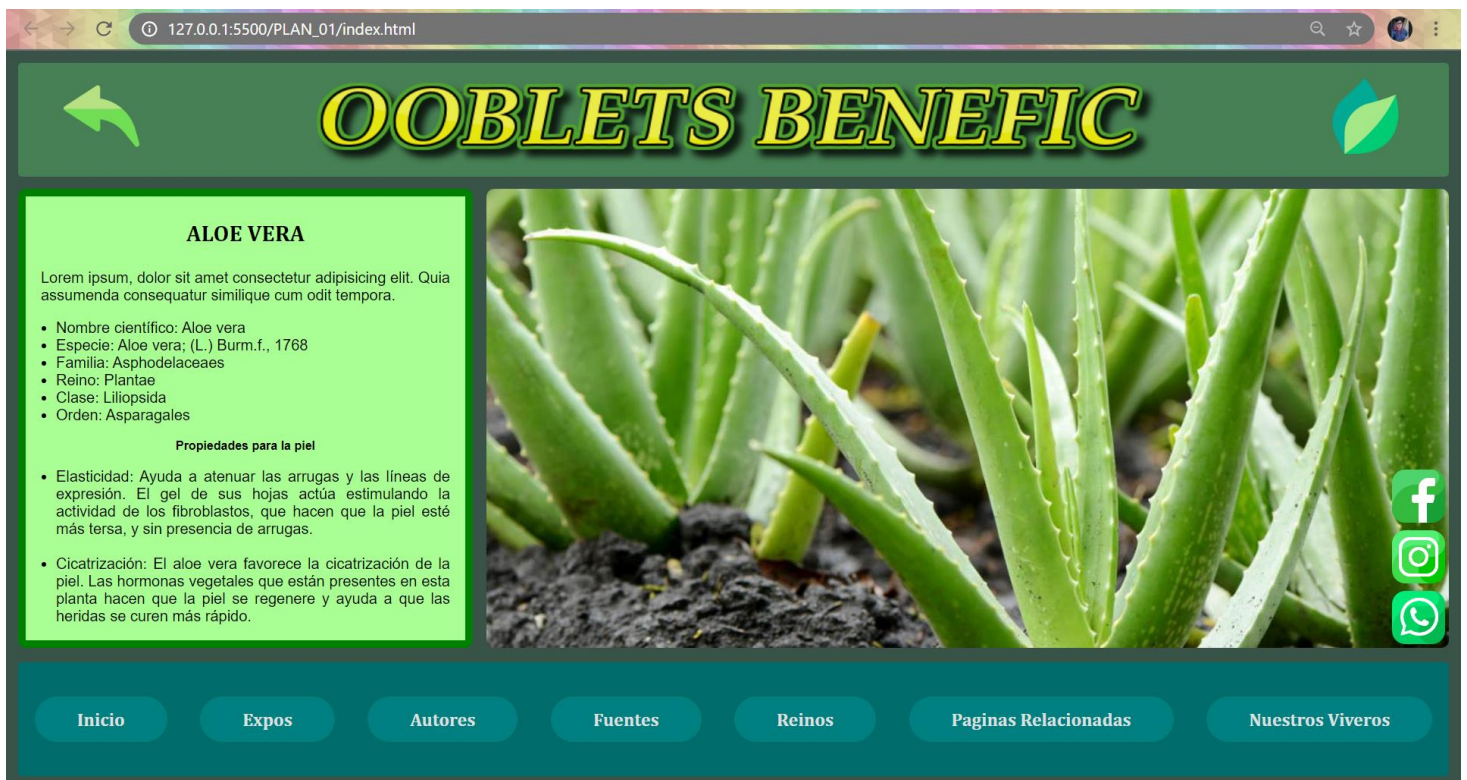 127.0.0.1:5500/PLAN_01/index.html
OOBLETS BENEFIC
ALOE VERA
Lorem ipsum, dolor sit amet consectetur adipisicing elit. Quia
assumenda consequatur similique cum odit tempora.
• Nombre científico: Aloe vera
• Especie: Aloe vera; (L.) Burm.f., 1768
• Familia: Asphodelaceaes
• Reino: Plantae
• Clase: Liliopsida
• Orden: Asparagales
Propiedades para la piel
• Elasticidad: Ayuda a atenuar las arrugas y las líneas de
expresión. El gel de sus hojas actúa estimulando la
actividad de los fibroblastos, que hacen que la piel esté
más tersa, y sin presencia de arrugas.
• Cicatrización: El aloe vera favorece la cicatrización de la
piel. Las hormonas vegetales que están presentes en esta
planta hacen que la piel se regenere y ayuda a que las
heridas se curen más rápido.
Inicio Expos Autores Fuentes Reinos Paginas Relacionadas Nuestros Viveros